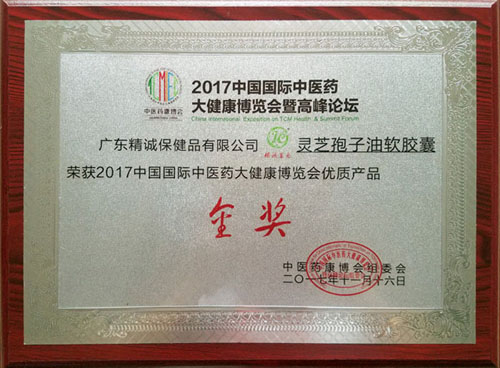 TCMEC
中医药康博会
2017中国国际中医药
大健康博览会暨高峰论坛
China International Exposition on TCM Health & Summit Forum
广东精诚保健品有限公司 灵芝孢子油软胶囊
荣获2017中国国际中医药大健康博览会优质产品
金奖
中医药康博会组委会
二〇一七年十一月十六日